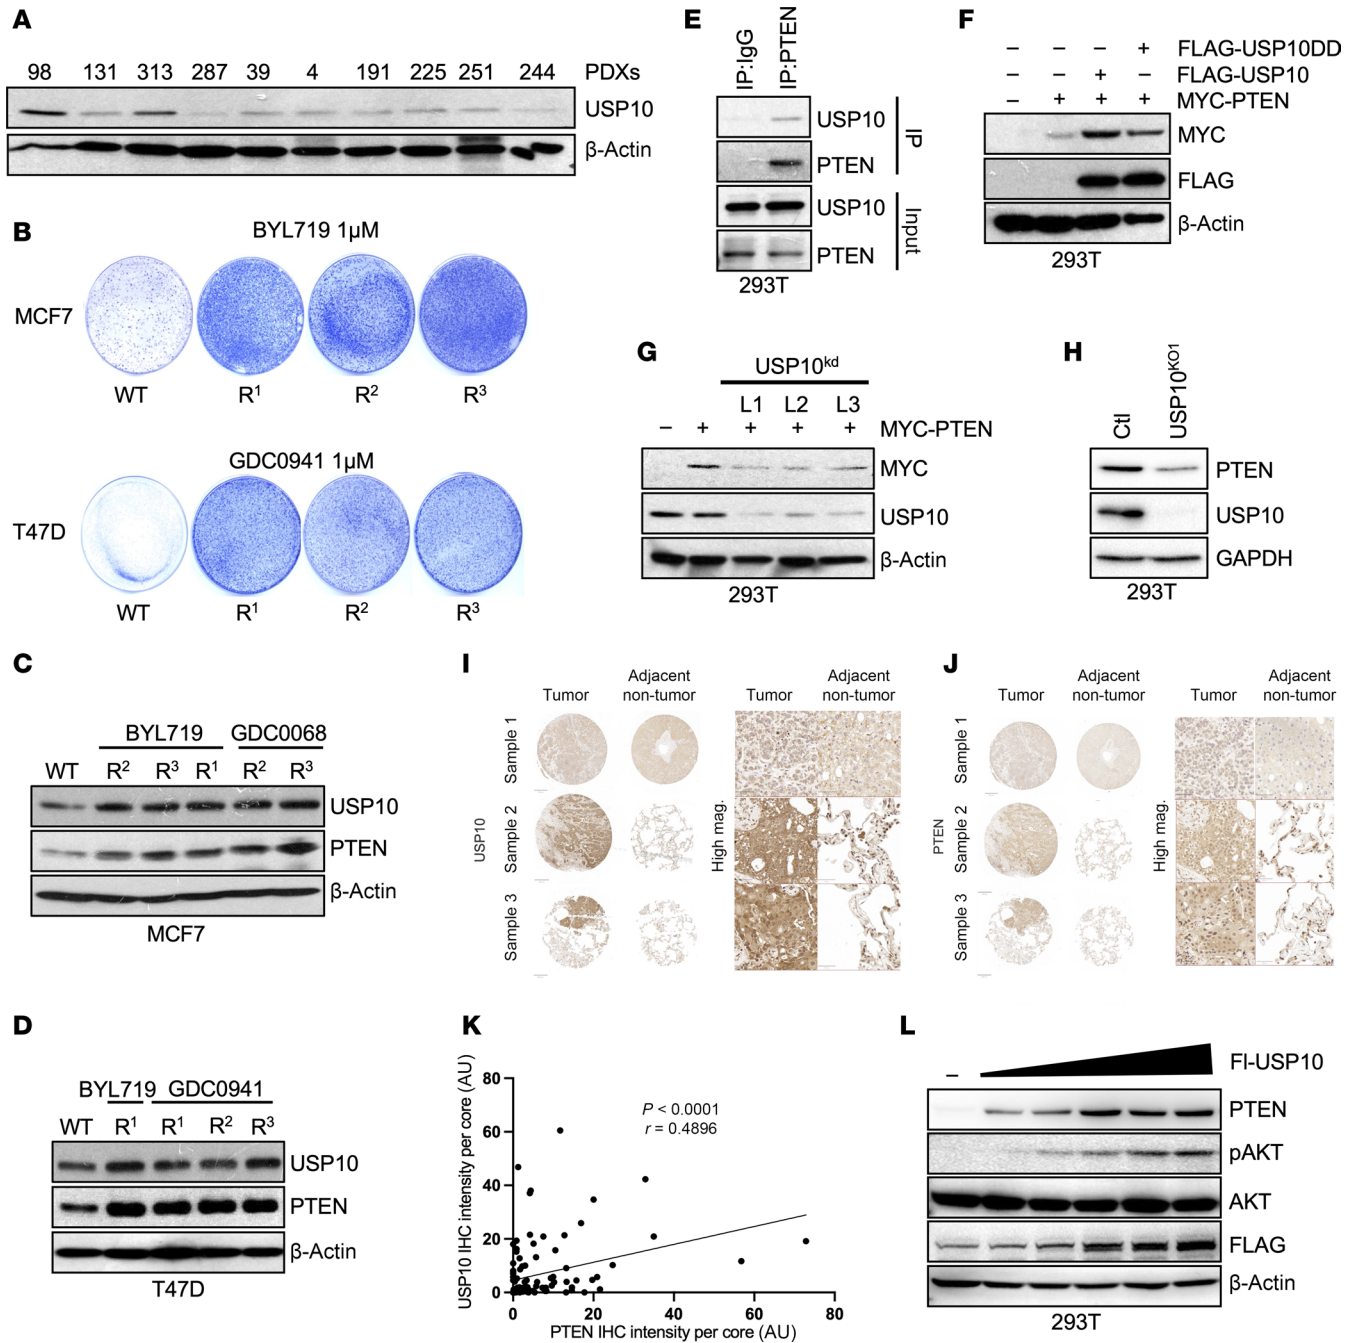 A
98 131 313 287 39 4 191 225 251 244 PDXs
USP10
β-Actin
B
BYL719 1µM
MCF7
WT R1 R2 R3
GDC0941 1µM
T47D
WT R1 R2 R3
C
BYL719 GDC0068
WT R2 R3 R1 R2 R3
USP10
PTEN
β-Actin
MCF7
D
BYL719 GDC0941
WT R1 R1 R2 R3
USP10
PTEN
β-Actin
T47D
E
IP:IgG IP:PTEN
USP10
PTEN
IP
USP10
PTEN
Input
293T
F
– – – + FLAG-USP10DD
– – + – FLAG-USP10
– + + + MYC-PTEN
MYC
FLAG
β-Actin
293T
G
USP10kd
L1 L2 L3
– + + + + MYC-PTEN
MYC
USP10
β-Actin
293T
H
Ctl USP10KO1
PTEN
USP10
GAPDH
293T
I
Tumor Adjacent non-tumor Tumor Adjacent non-tumor
USP10
Sample 1
Sample 2
Sample 3
High mag.
J
Tumor Adjacent non-tumor Tumor Adjacent non-tumor
PTEN
Sample 1
Sample 2
Sample 3
High mag.
K
USP10 IHC intensity per core (AU)
80
60
40
20
0
P < 0.0001
r = 0.4896
0 20 40 60 80
PTEN IHC intensity per core (AU)
L
– Fl-USP10
PTEN
pAKT
AKT
FLAG
β-Actin
293T